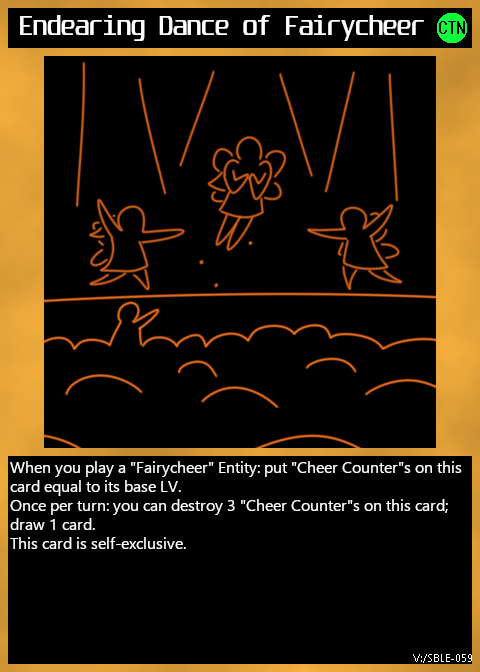 Endearing Dance of Fairycheer CTN
When you play a "Fairycheer" Entity: put "Cheer Counter"s on this
card equal to its base LV.
Once per turn: you can destroy 3 "Cheer Counter"s on this card;
draw 1 card.
This card is self-exclusive.
V:/SBLE-059